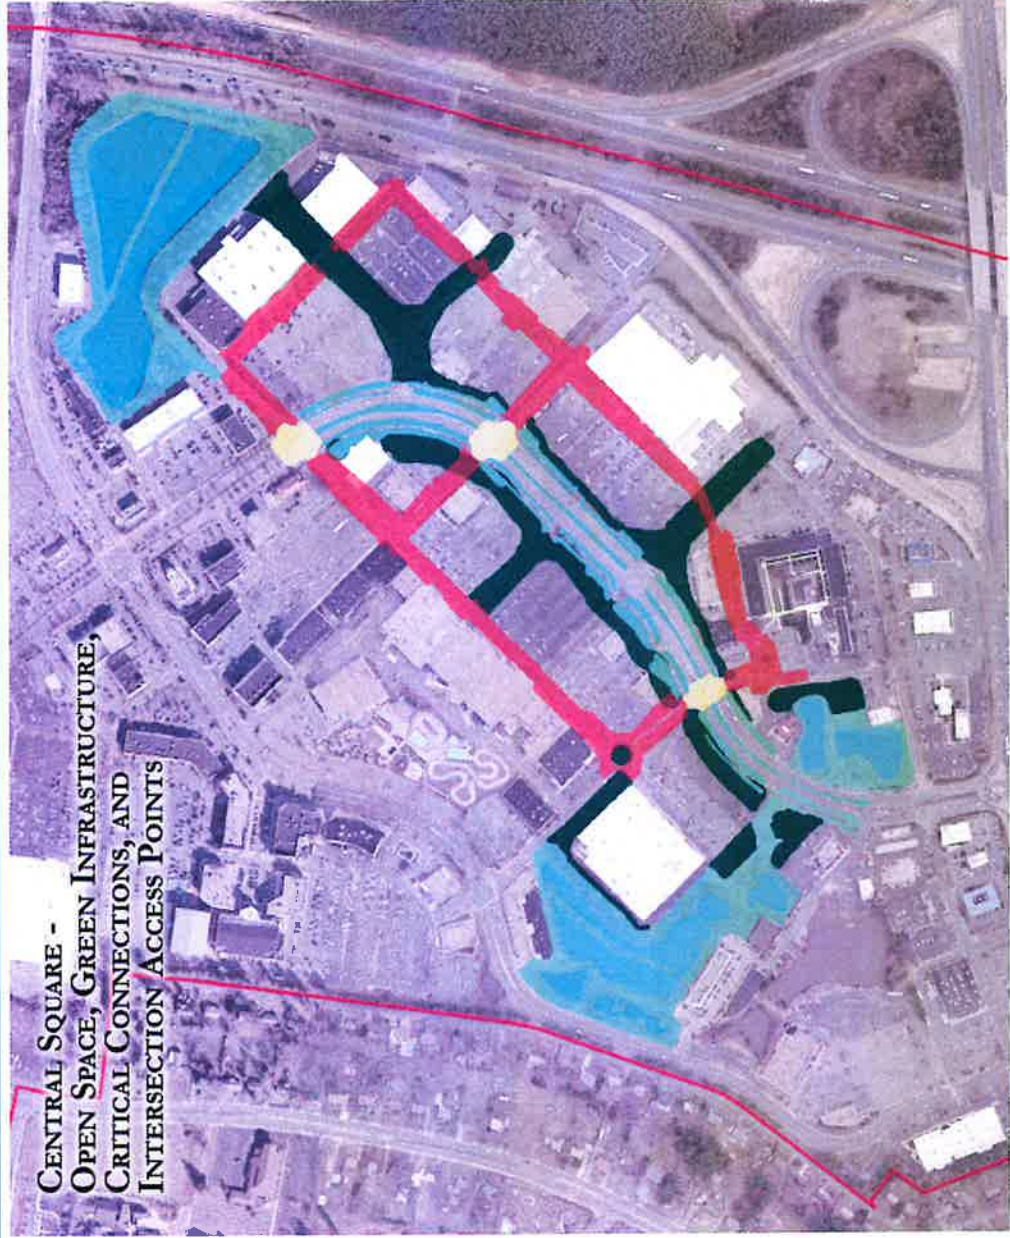 CENTRAL SQUARE -
OPEN SPACE, GREEN INFRASTRUCTURE,
CRITICAL CONNECTIONS, AND
INTERSECTION ACCESS POINTS